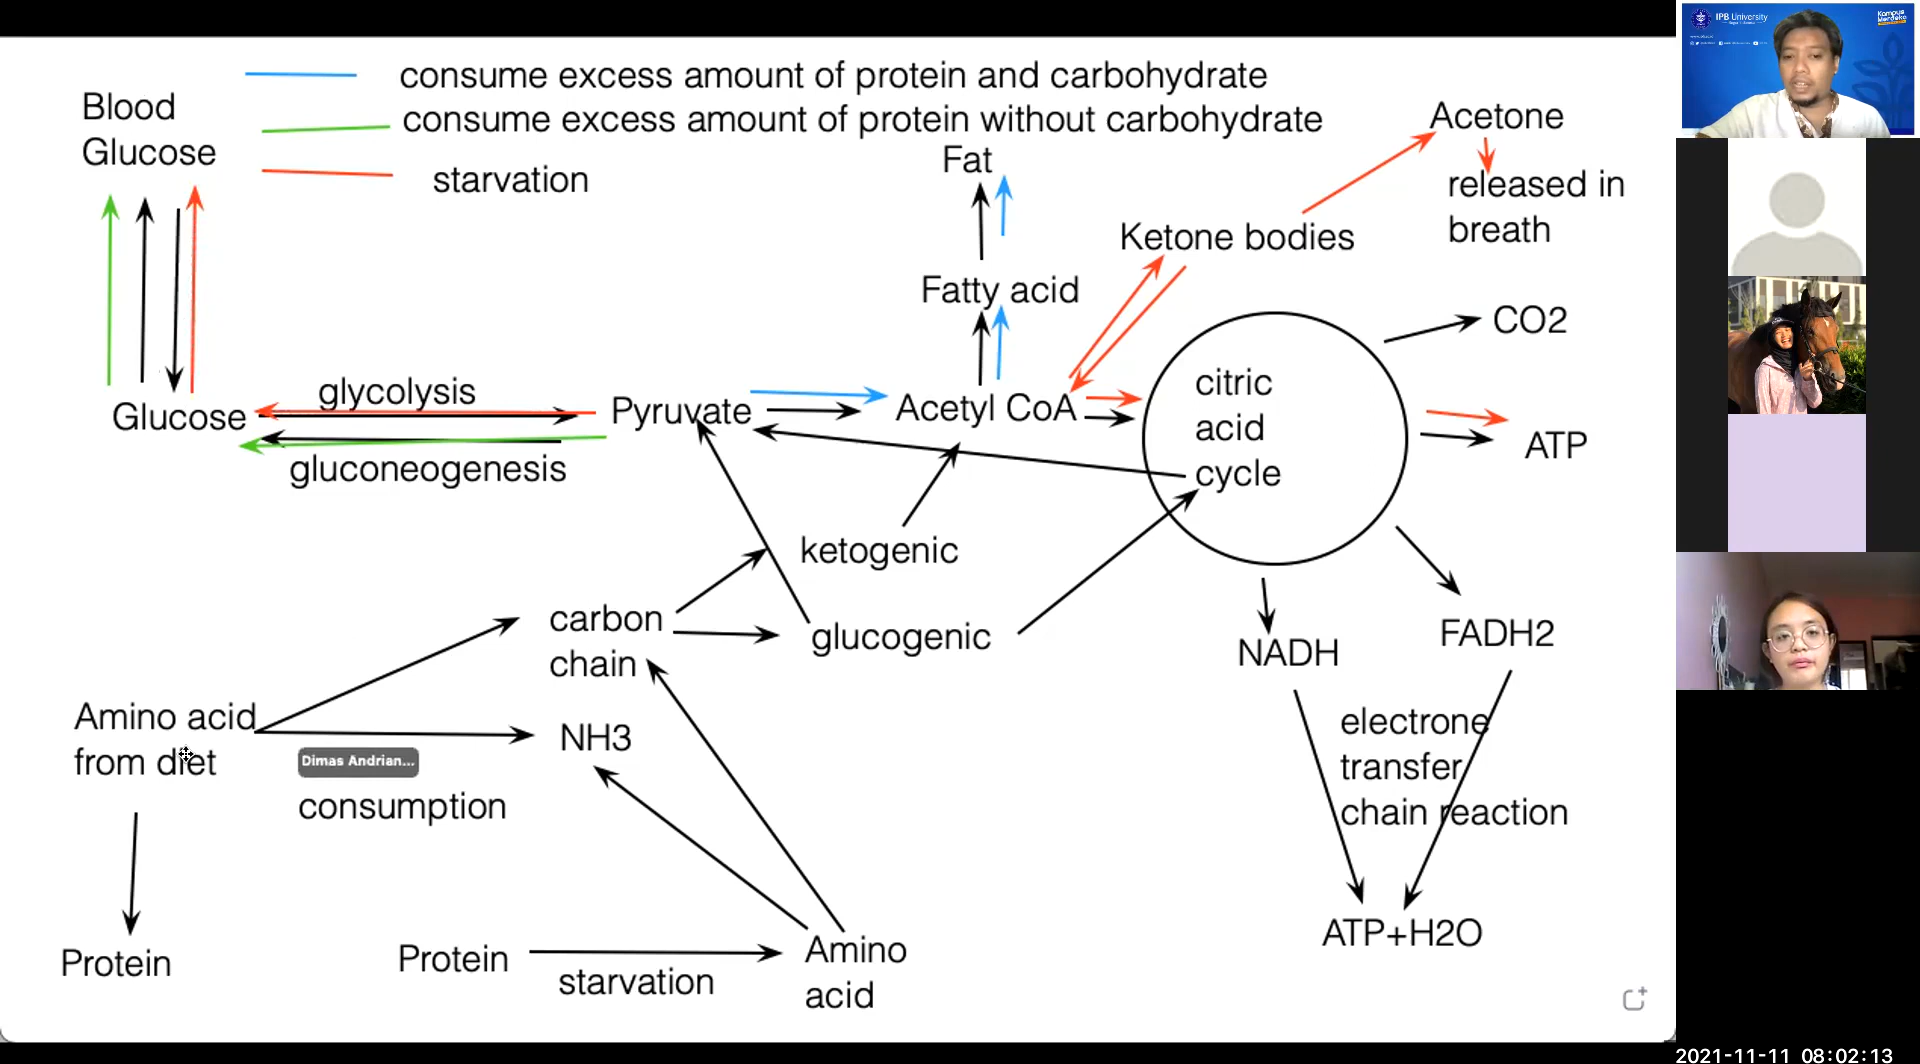 consume excess amount of protein and carbohydrate
consume excess amount of protein without carbohydrate
starvation
Blood
Glucose
Fat
Acetone
released in
breath
Ketone bodies
Fatty acid
CO2
glycolysis
Glucose
Pyruvate
Acetyl CoA
citric
acid
cycle
ATP
gluconeogenesis
ketogenic
carbon
chain
glucogenic
NADH
FADH2
Amino acid
from diet
NH3
Dimas Andrian...
consumption
electrone
transfer
chain reaction
Protein
Protein
starvation
Amino
acid
ATP+H2O
IPB University
Kampus
Merdeka
2021-11-11 08:02:13